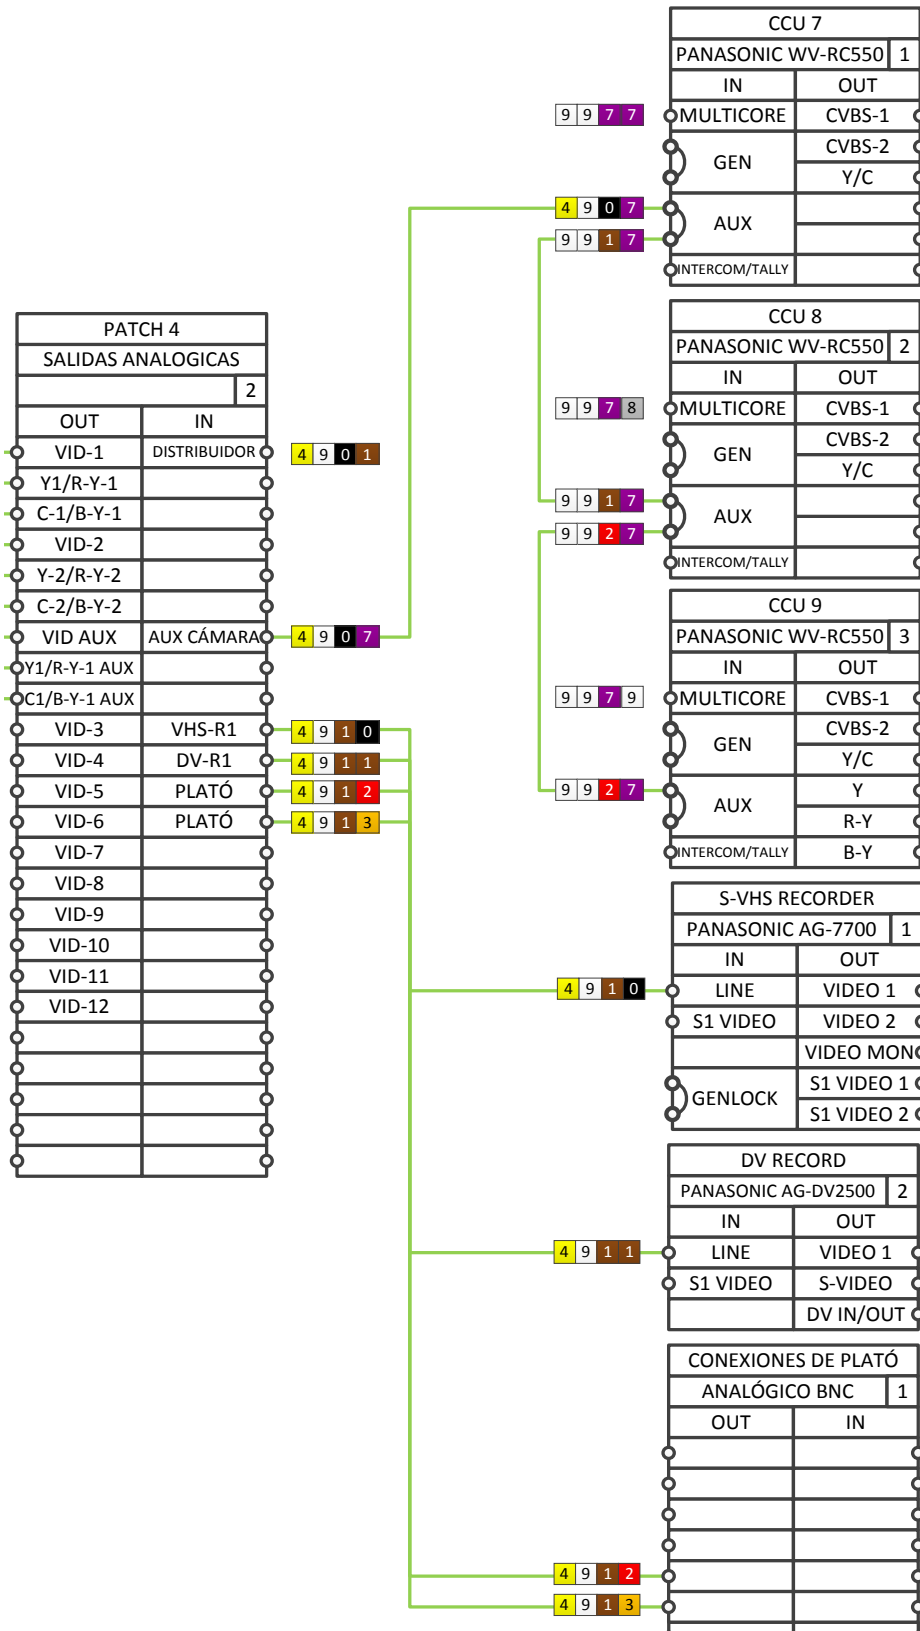 PATCH 4
SALIDAS ANALOGICAS
2
OUT IN
VID-1 DISTRIBUIDOR 4 9 0 1
Y1/R-Y-1
C-1/B-Y-1
VID-2
Y-2/R-Y-2
C-2/B-Y-2
VID AUX AUX CÁMARA 4 9 0 7
Y1/R-Y-1 AUX
C1/B-Y-1 AUX
VID-3 VHS-R1 4 9 1 0
VID-4 DV-R1 4 9 1 1
VID-5 PLATÓ 4 9 1 2
VID-6 PLATÓ 4 9 1 3
VID-7
VID-8
VID-9
VID-10
VID-11
VID-12
CCU 7
PANASONIC WV-RC550 1
IN OUT
9 9 7 7 MULTICORE CVBS-1
GEN CVBS-2
Y/C
4 9 0 7
AUX
9 9 1 7
INTERCOM/TALLY
CCU 8
PANASONIC WV-RC550 2
IN OUT
9 9 7 8 MULTICORE CVBS-1
GEN CVBS-2
Y/C
9 9 1 7
AUX
9 9 2 7
INTERCOM/TALLY
CCU 9
PANASONIC WV-RC550 3
IN OUT
9 9 7 9 MULTICORE CVBS-1
GEN CVBS-2
Y/C
9 9 2 7 AUX Y
R-Y
INTERCOM/TALLY B-Y
S-VHS RECORDER
PANASONIC AG-7700 1
IN OUT
4 9 1 0 LINE VIDEO 1
S1 VIDEO VIDEO 2
VIDEO MON
GENLOCK S1 VIDEO 1
S1 VIDEO 2
DV RECORD
PANASONIC AG-DV2500 2
IN OUT
4 9 1 1 LINE VIDEO 1
S1 VIDEO S-VIDEO
DV IN/OUT
CONEXIONES DE PLATÓ
ANALÓGICO BNC 1
OUT IN
4 9 1 2
4 9 1 3